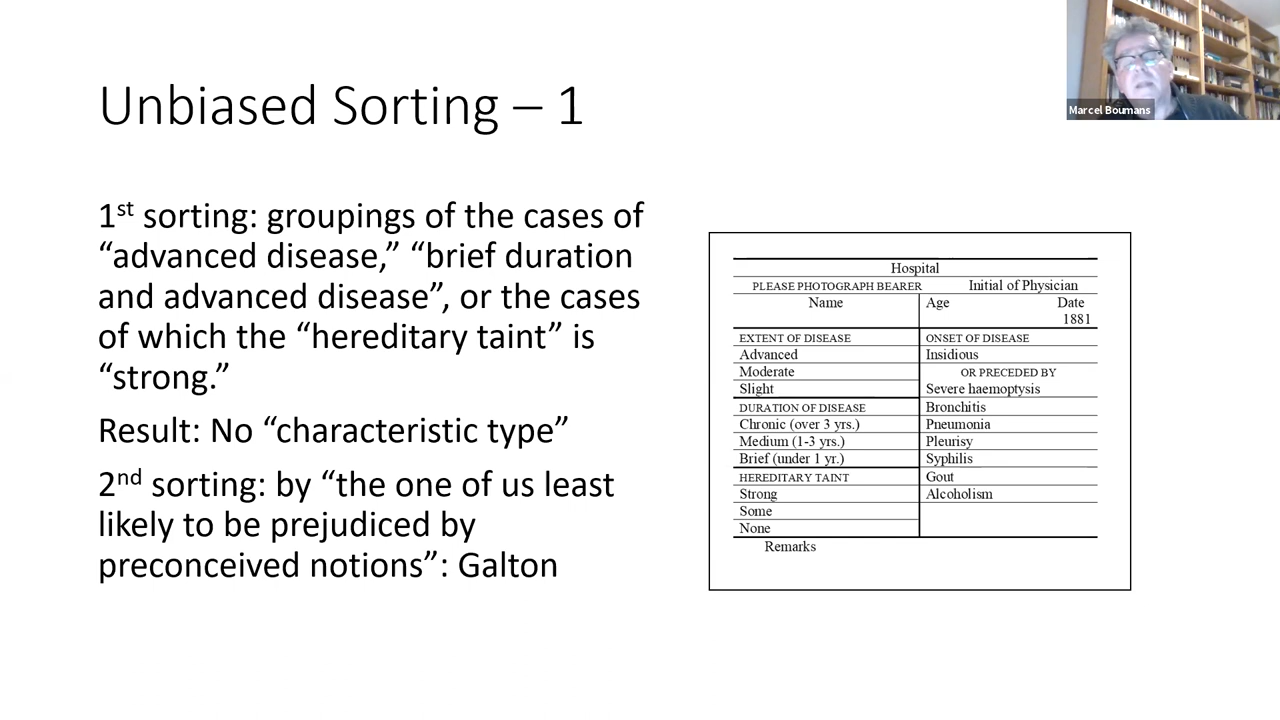 Unbiased Sorting – 1
Marcel Boumans
1st sorting: groupings of the cases of
“advanced disease,” “brief duration
and advanced disease”, or the cases
of which the “hereditary taint” is
“strong.”
Result: No “characteristic type”
2nd sorting: by “the one of us least
likely to be prejudiced by
preconceived notions”: Galton
Hospital
PLEASE PHOTOGRAPH BEARER Initial of Physician
Name Age Date
1881
EXTENT OF DISEASE ONSET OF DISEASE
Advanced Insidious
Moderate OR PRECEDED BY
Slight Severe haemoptysis
DURATION OF DISEASE Bronchitis
Chronic (over 3 yrs.) Pneumonia
Medium (1-3 yrs.) Pleurisy
Brief (under 1 yr.) Syphilis
HEREDITARY TAINT Gout
Strong Alcoholism
Some
None
Remarks